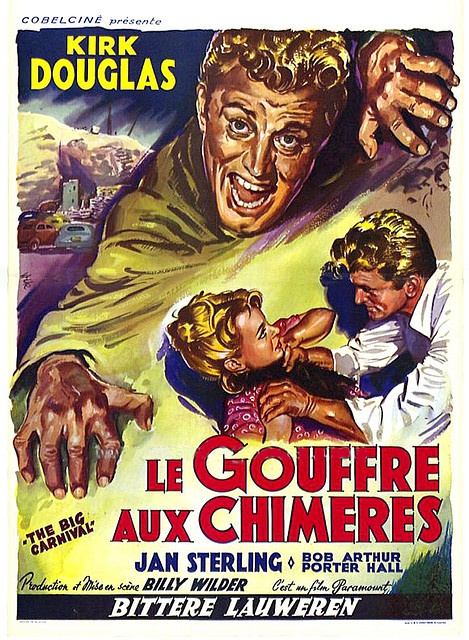 COBELCINÉ présente
KIRK
DOUGLAS
LE GOUFFRE
AUX CHIMERES
"THE BIG
CARNIVAL"
JAN STERLING ◊ BOB ARTHUR
PORTER HALL
Production et Mise en scène BILLY WILDER C'est un film Paramount
BITTERE LAUWEREN